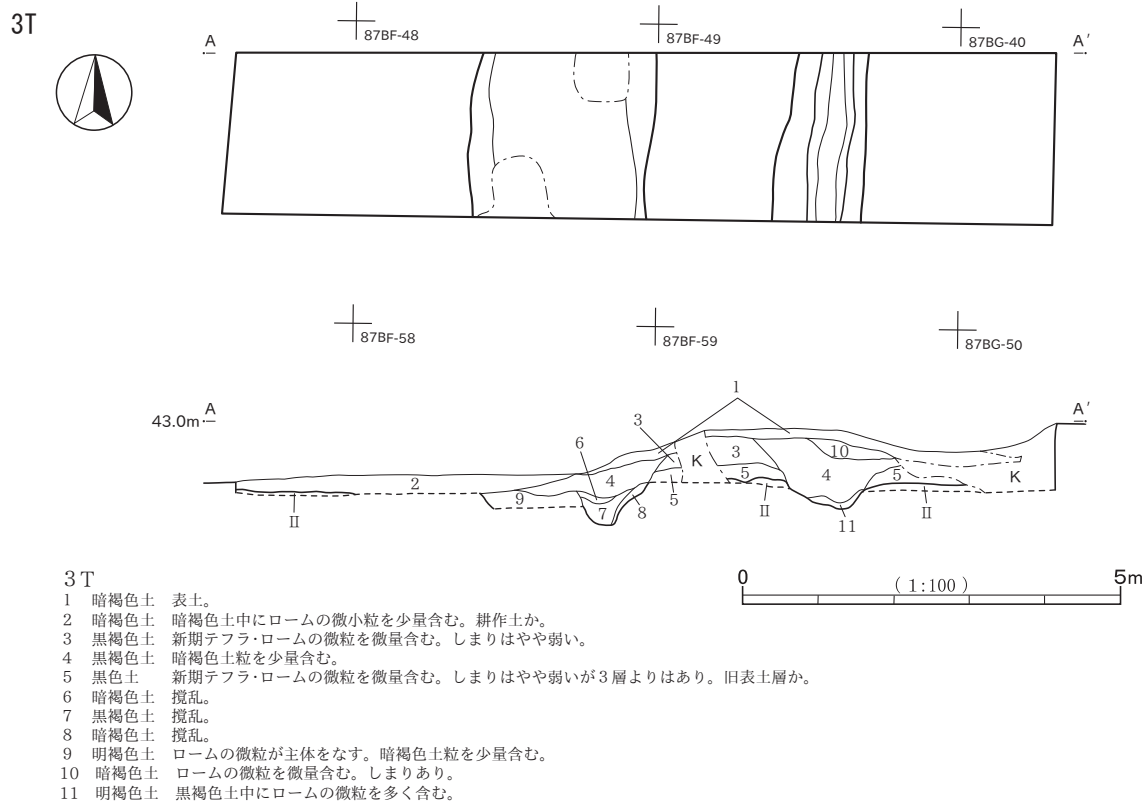 3T
A
87BF-48
87BF-49
87BG-40
A′
87BF-58
87BF-59
87BG-50
43.0m
A
A′
1
3
6
3
10
K
4
4
2
5
5
5
K
9
II
7
8
II
11
II
3T
1 暗褐色土 表土。
2 暗褐色土 暗褐色土中にロームの微小粒を少量含む。耕作土か。
3 黒褐色土 新期テフラ・ロームの微粒を微量含む。しまりはやや弱い。
4 黒褐色土 暗褐色土粒を少量含む。
5 黒色土 新期テフラ・ロームの微粒を微量含む。しまりはやや弱いが3層よりはあり。旧表土層か。
6 暗褐色土 撹乱。
7 黒褐色土 撹乱。
8 暗褐色土 撹乱。
9 明褐色土 ロームの微粒が主体をなす。暗褐色土粒を少量含む。
10 暗褐色土 ロームの微粒を微量含む。しまりあり。
11 明褐色土 黒褐色土中にロームの微粒を多く含む。
0 (1:100) 5m